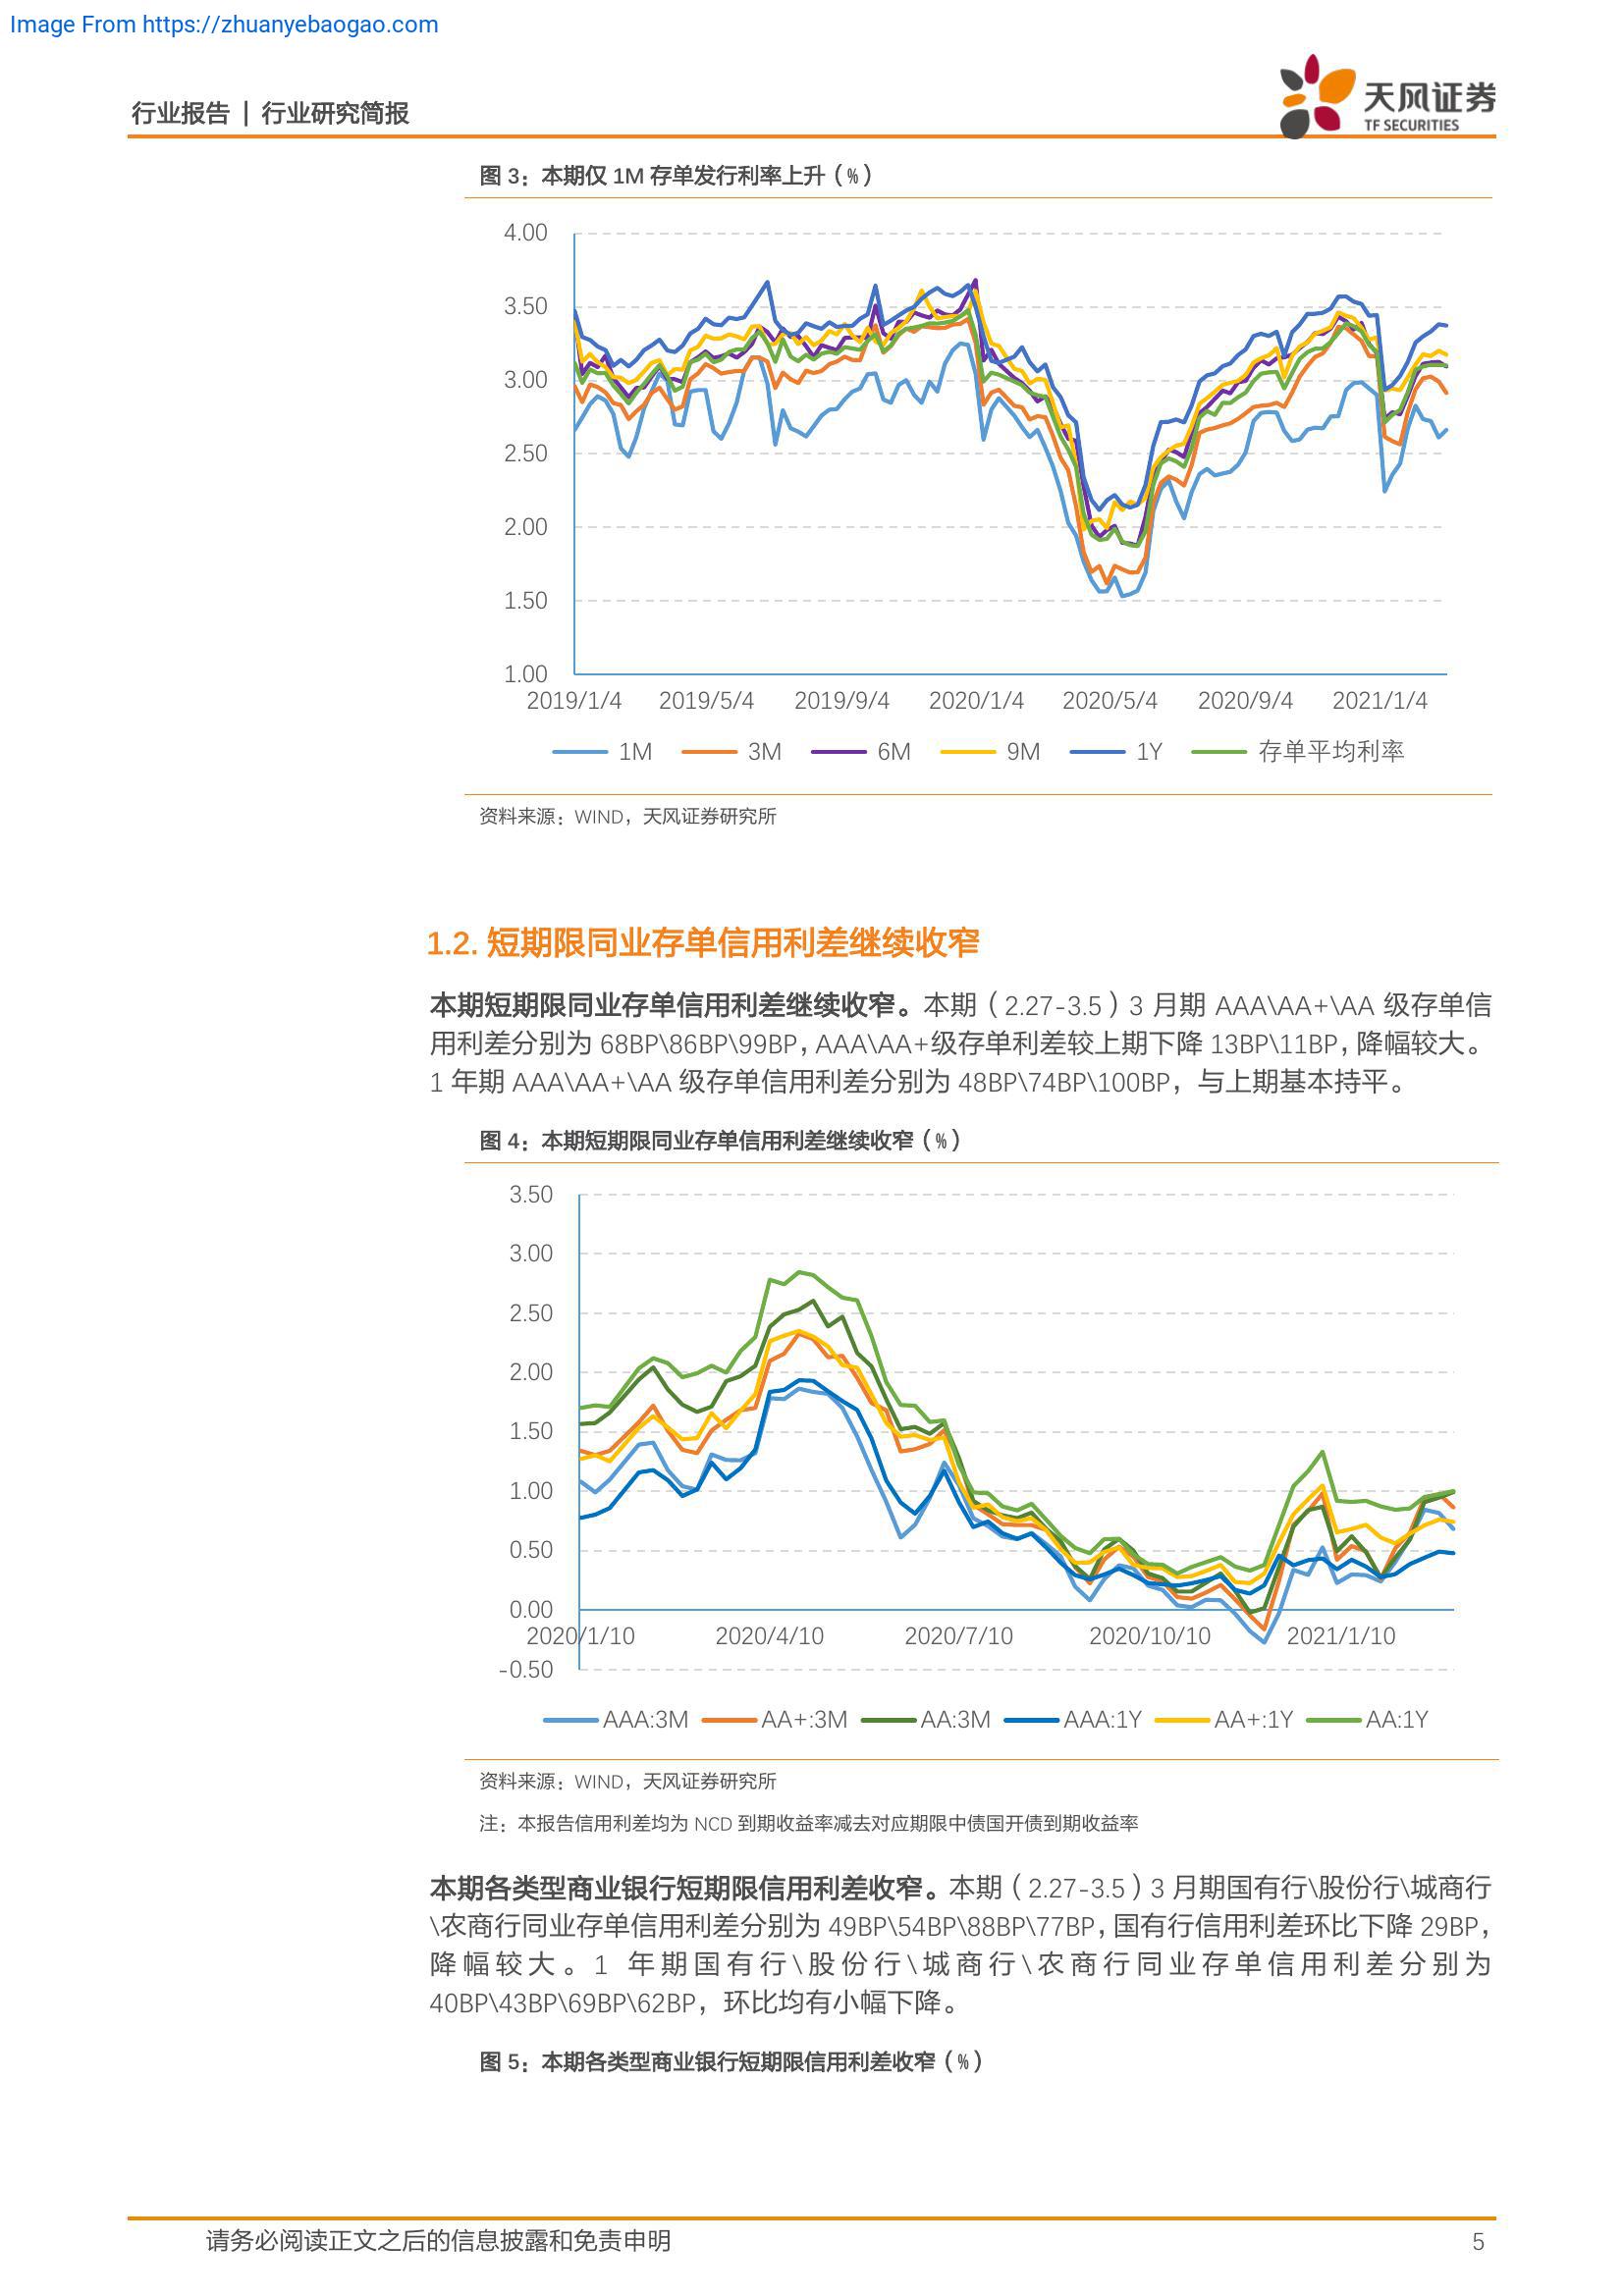 Image From https://zhuanyebaogao.com
行业报告 | 行业研究简报
天风证券
TF SECURITIES
图 3：本期仅 1M 存单发行利率上升（%）
4.00
3.50
3.00
2.50
2.00
1.50
1.00
2019/1/4 2019/5/4 2019/9/4 2020/1/4 2020/5/4 2020/9/4 2021/1/4
1M 3M 6M 9M 1Y 存单平均利率
资料来源：WIND，天风证券研究所
1.2. 短期限同业存单信用利差继续收窄
本期短期限同业存单信用利差继续收窄。本期（2.27-3.5）3 月期 AAA\AA+\AA 级存单信
用利差分别为 68BP\86BP\99BP，AAA\AA+级存单利差较上期下降 13BP\11BP，降幅较大。
1 年期 AAA\AA+\AA 级存单信用利差分别为 48BP\74BP\100BP，与上期基本持平。
图 4：本期短期限同业存单信用利差继续收窄（%）
3.50
3.00
2.50
2.00
1.50
1.00
0.50
0.00
2020/1/10 2020/4/10 2020/7/10 2020/10/10 2021/1/10
-0.50
AAA:3M AA+:3M AA:3M AAA:1Y AA+:1Y AA:1Y
资料来源：WIND，天风证券研究所
注：本报告信用利差均为 NCD 到期收益率减去对应期限中债国开债到期收益率
本期各类型商业银行短期限信用利差收窄。本期（2.27-3.5）3 月期国有行\股份行\城商行
\农商行同业存单信用利差分别为 49BP\54BP\88BP\77BP，国有行信用利差环比下降 29BP，
降幅较大。1 年期国有行\股份行\城商行\农商行同业存单信用利差分别为
40BP\43BP\69BP\62BP，环比均有小幅下降。
图 5：本期各类型商业银行短期限信用利差收窄（%）
请务必阅读正文之后的信息披露和免责申明 5